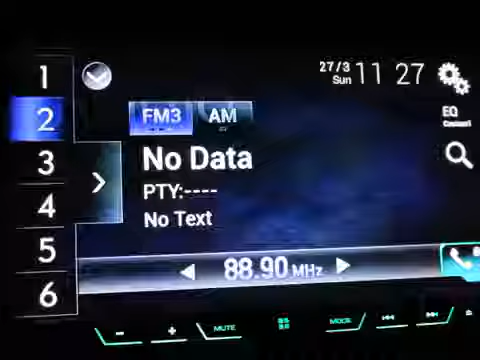 1
2
3
4
5
6
27/3
Sun
11 27
EQ
Custom1
FM3 AM
No Data
PTY:----
No Text
88.90 MHz
- + MUTE MODE